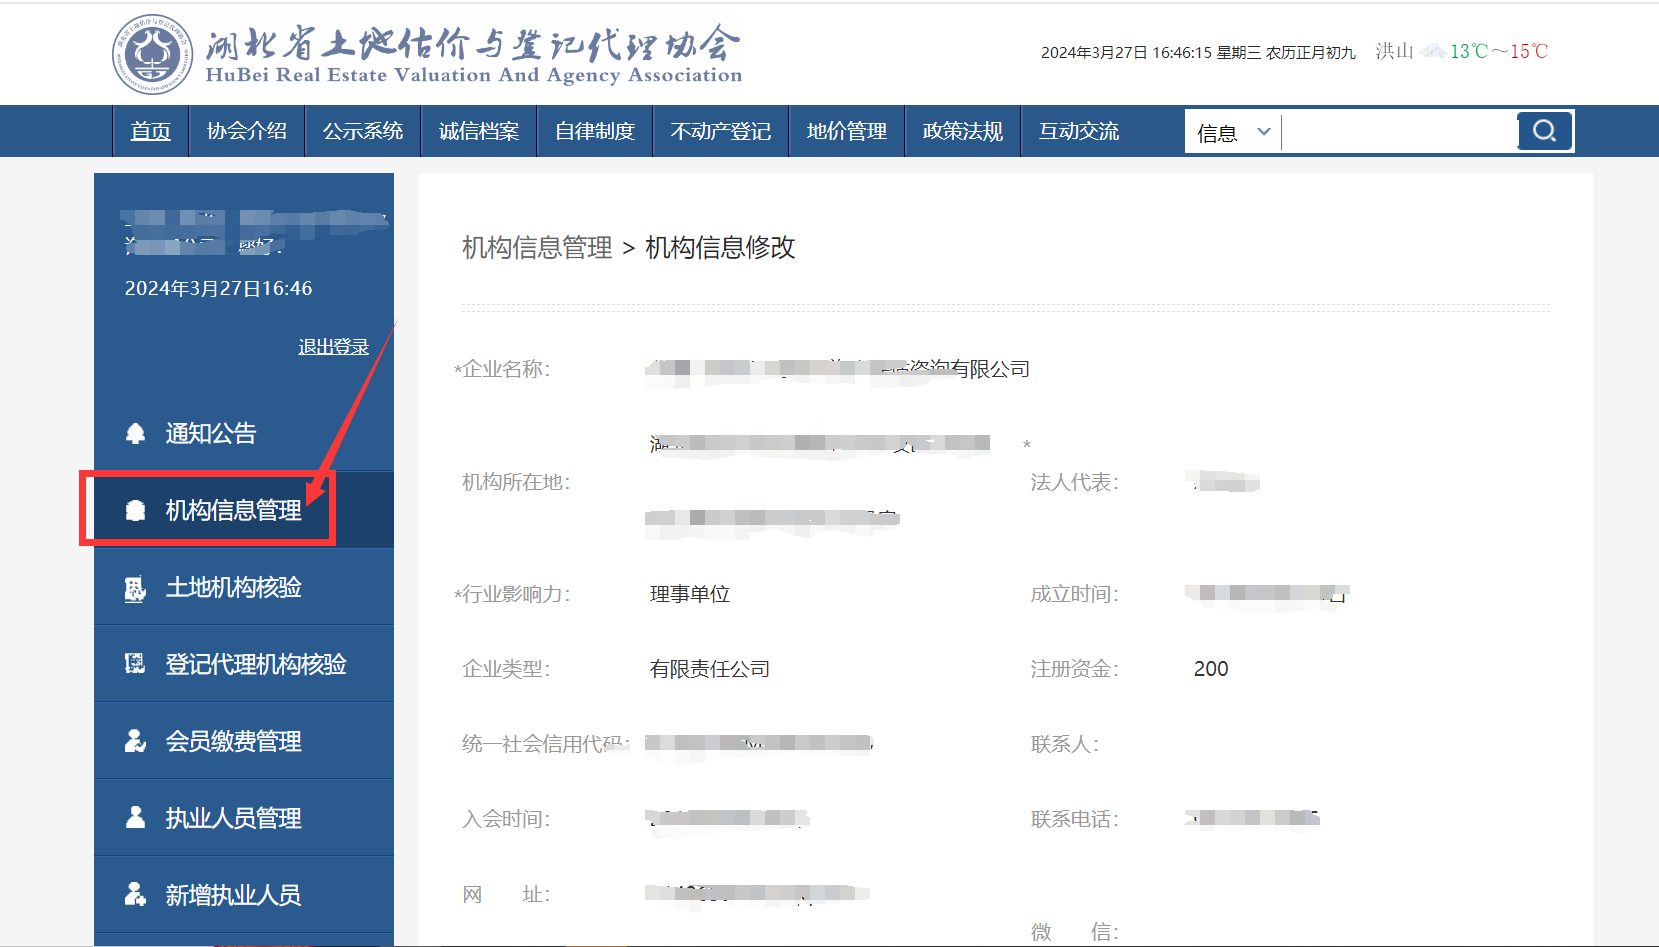 湖北省土地估价与登记代理协会
HuBei Real Estate Valuation And Agency Association
2024年3月27日 16:46:15 星期三 农历正月初九 洪山 13℃～15℃
首页 协会介绍 公示系统 诚信档案 自律制度 不动产登记 地价管理 政策法规 互动交流 信息
您好！
2024年3月27日16:46
退出登录
通知公告
机构信息管理
土地机构核验
登记代理机构核验
会员缴费管理
执业人员管理
新增执业人员
机构信息管理 > 机构信息修改
*企业名称： 咨询有限公司
湖 *
机构所在地： 法人代表：
*行业影响力： 理事单位 成立时间：
企业类型： 有限责任公司 注册资金： 200
统一社会信用代码： 联系人：
入会时间： 联系电话：
网 址：
微 信：